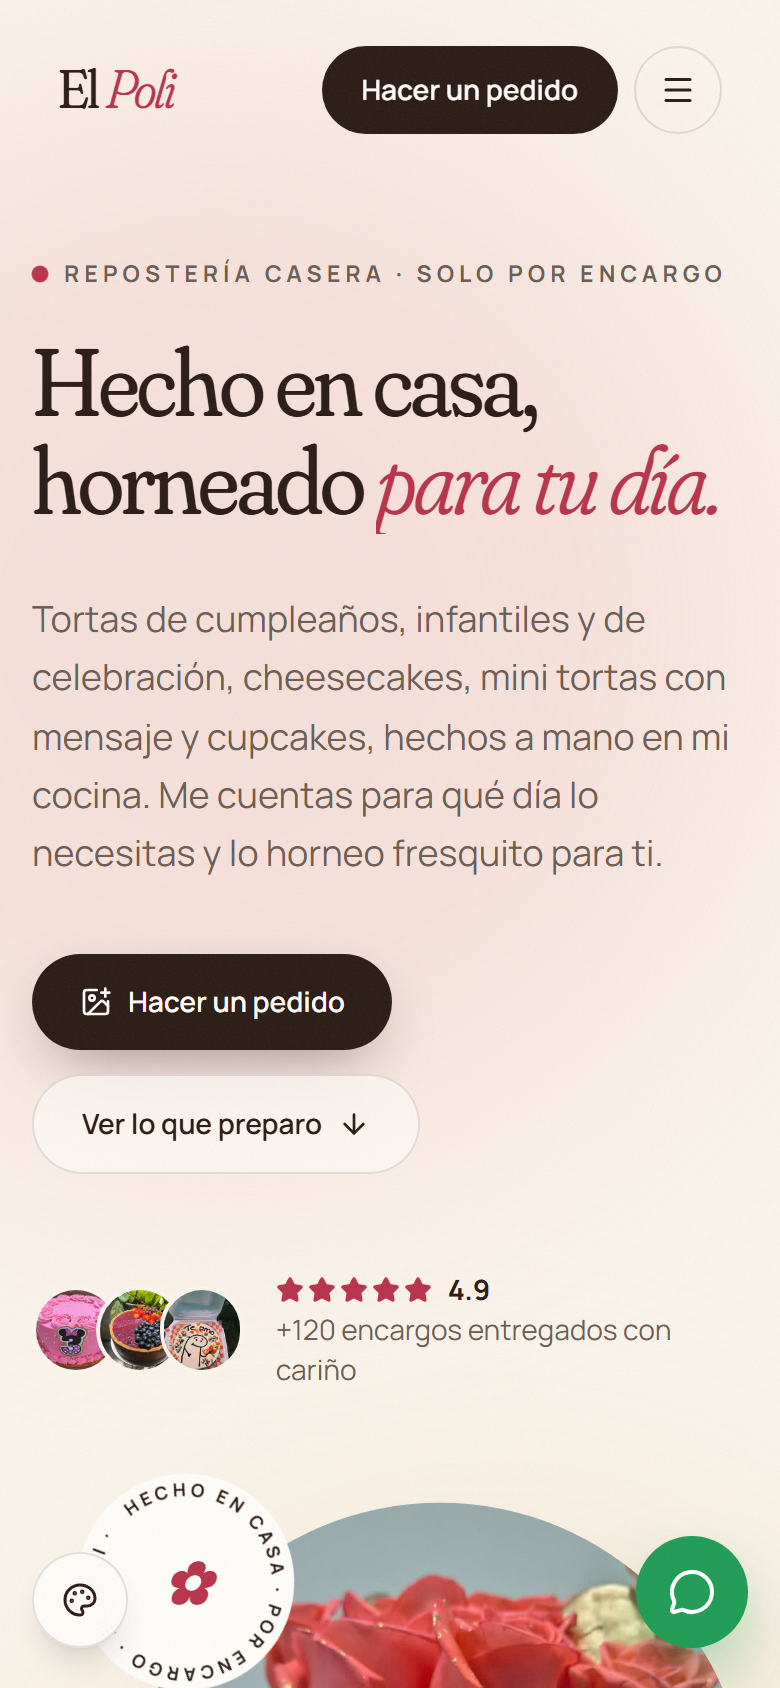 El Poli
Hacer un pedido
REPOSTERÍA CASERA · SOLO POR ENCARGO
Hecho en casa,
horneado para tu día.
Tortas de cumpleaños, infantiles y de
celebración, cheesecakes, mini tortas con
mensaje y cupcakes, hechos a mano en mi
cocina. Me cuentas para qué día lo
necesitas y lo horneo fresquito para ti.
Hacer un pedido
Ver lo que preparo
4.9
+120 encargos entregados con
cariño
Te amo
HECHO EN CASA · POR ENCARGO ·